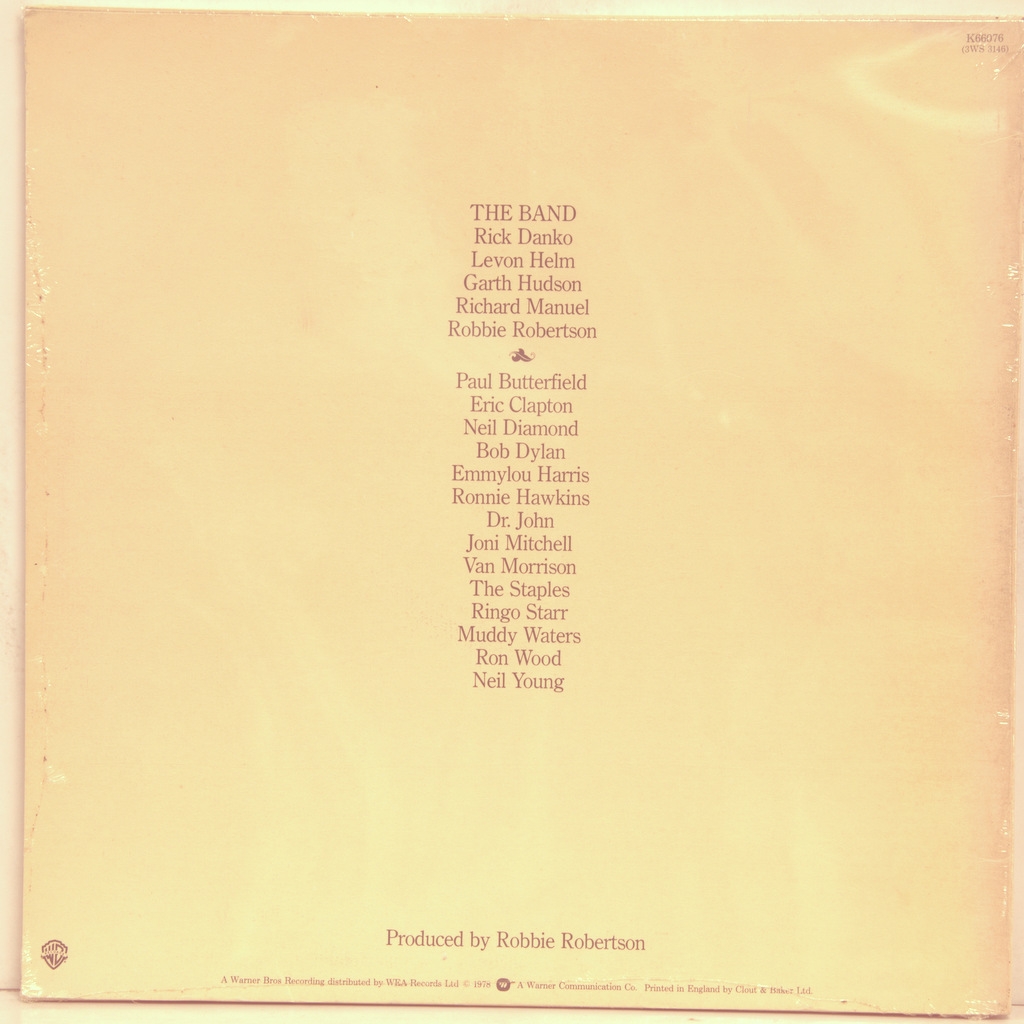 K66076
(3WS 3146)
THE BAND
Rick Danko
Levon Helm
Garth Hudson
Richard Manuel
Robbie Robertson
Paul Butterfield
Eric Clapton
Neil Diamond
Bob Dylan
Emmylou Harris
Ronnie Hawkins
Dr. John
Joni Mitchell
Van Morrison
The Staples
Ringo Starr
Muddy Waters
Ron Wood
Neil Young
Produced by Robbie Robertson
WB
A Warner Bros Recording distributed by WEA Records Ltd © 1978 W A Warner Communication Co. Printed in England by Clout & Baker Ltd.